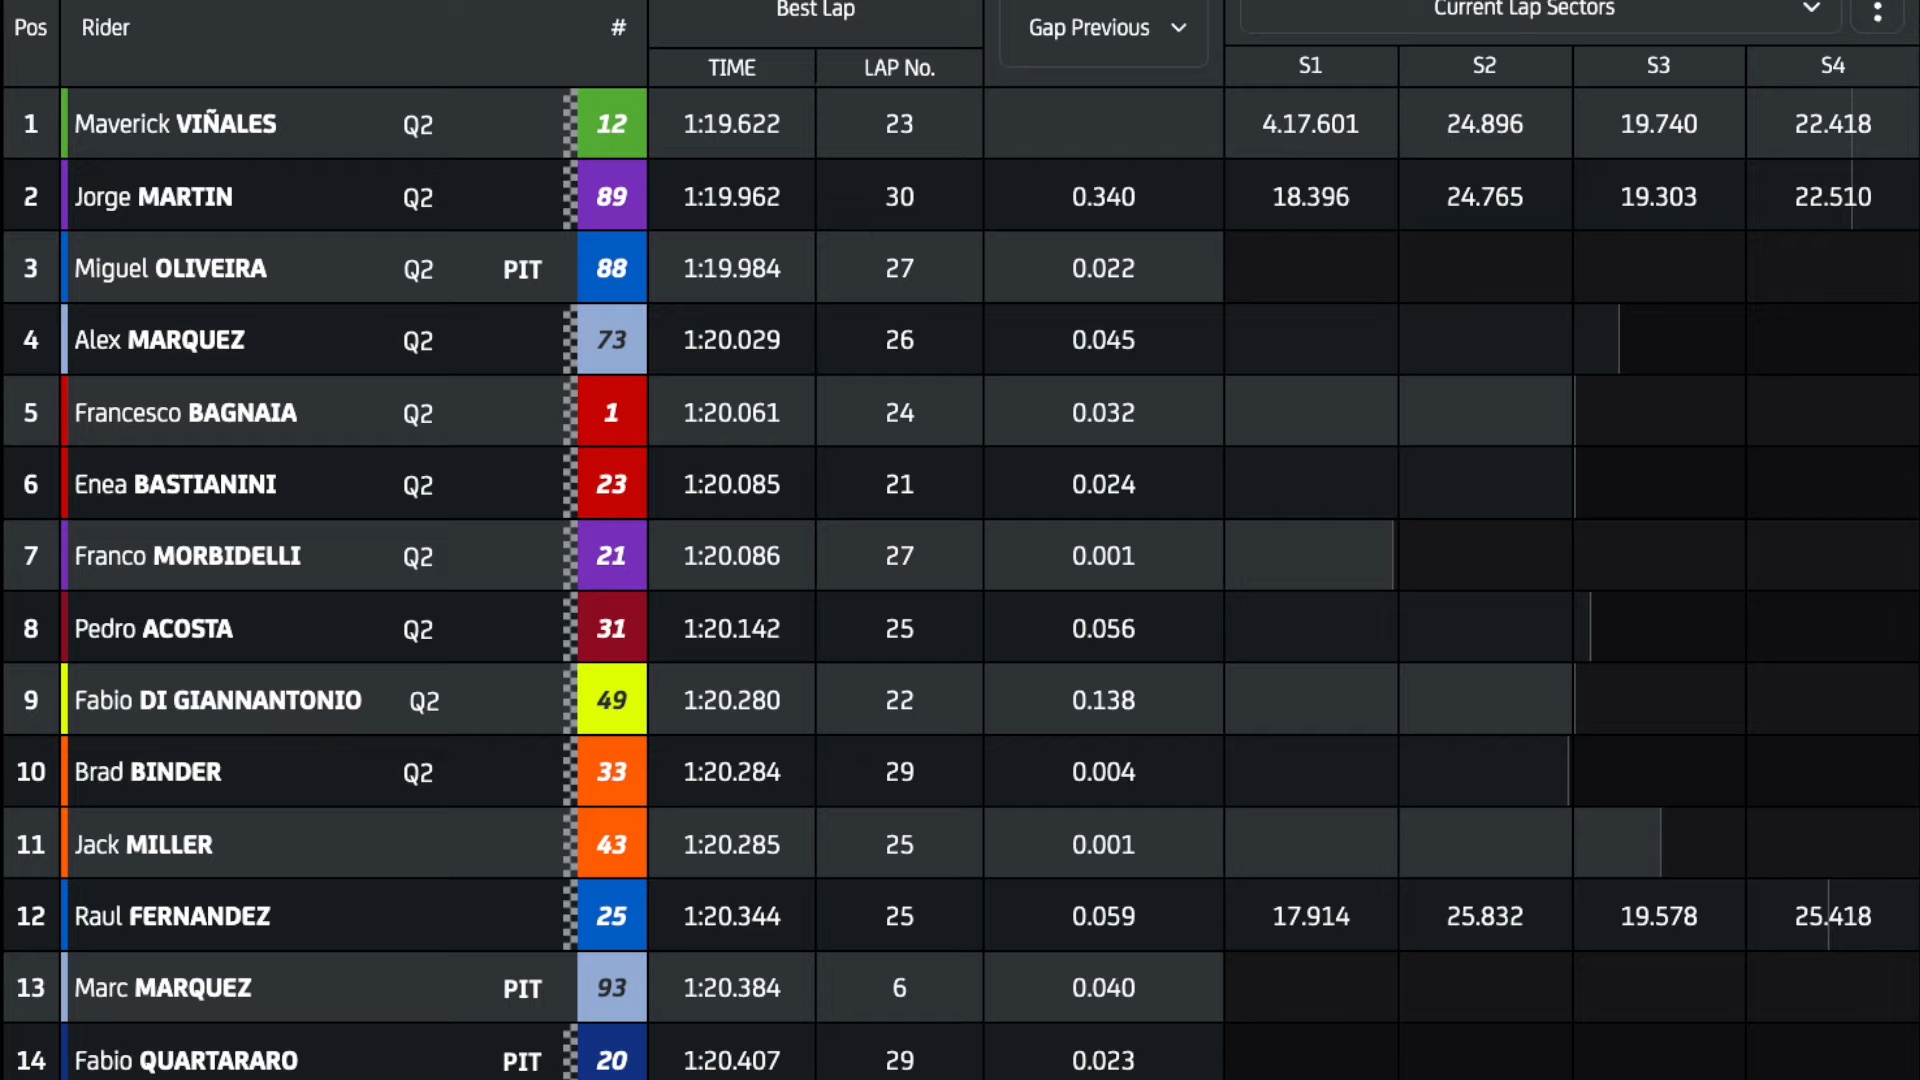 Pos Rider # Best Lap Gap Previous Current Lap Sectors
TIME LAP No. S1 S2 S3 S4
1 Maverick VIÑALES Q2 12 1:19.622 23 4.17.601 24.896 19.740 22.418
2 Jorge MARTIN Q2 89 1:19.962 30 0.340 18.396 24.765 19.303 22.510
3 Miguel OLIVEIRA Q2 PIT 88 1:19.984 27 0.022
4 Alex MARQUEZ Q2 73 1:20.029 26 0.045
5 Francesco BAGNAIA Q2 1 1:20.061 24 0.032
6 Enea BASTIANINI Q2 23 1:20.085 21 0.024
7 Franco MORBIDELLI Q2 21 1:20.086 27 0.001
8 Pedro ACOSTA Q2 31 1:20.142 25 0.056
9 Fabio DI GIANNANTONIO Q2 49 1:20.280 22 0.138
10 Brad BINDER Q2 33 1:20.284 29 0.004
11 Jack MILLER 43 1:20.285 25 0.001
12 Raul FERNANDEZ 25 1:20.344 25 0.059 17.914 25.832 19.578 25.418
13 Marc MARQUEZ PIT 93 1:20.384 6 0.040
14 Fabio QUARTARARO PIT 20 1:20.407 29 0.023